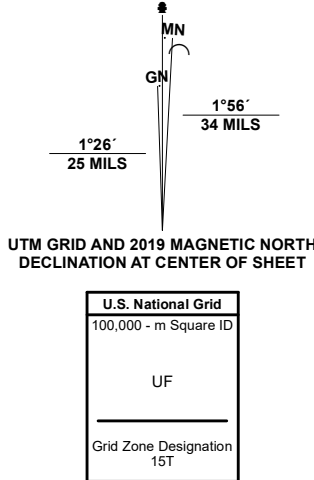 MN
GN
1°56´
34 MILS
1°26´
25 MILS
UTM GRID AND 2019 MAGNETIC NORTH
DECLINATION AT CENTER OF SHEET
U.S. National Grid
100,000 - m Square ID
UF
Grid Zone Designation
15T